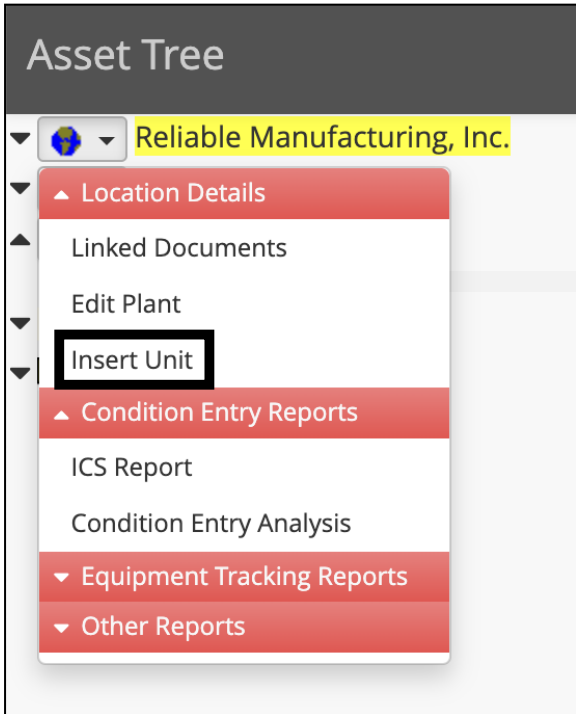 Asset Tree
Reliable Manufacturing, Inc.
Location Details
Linked Documents
Edit Plant
Insert Unit
Condition Entry Reports
ICS Report
Condition Entry Analysis
Equipment Tracking Reports
Other Reports